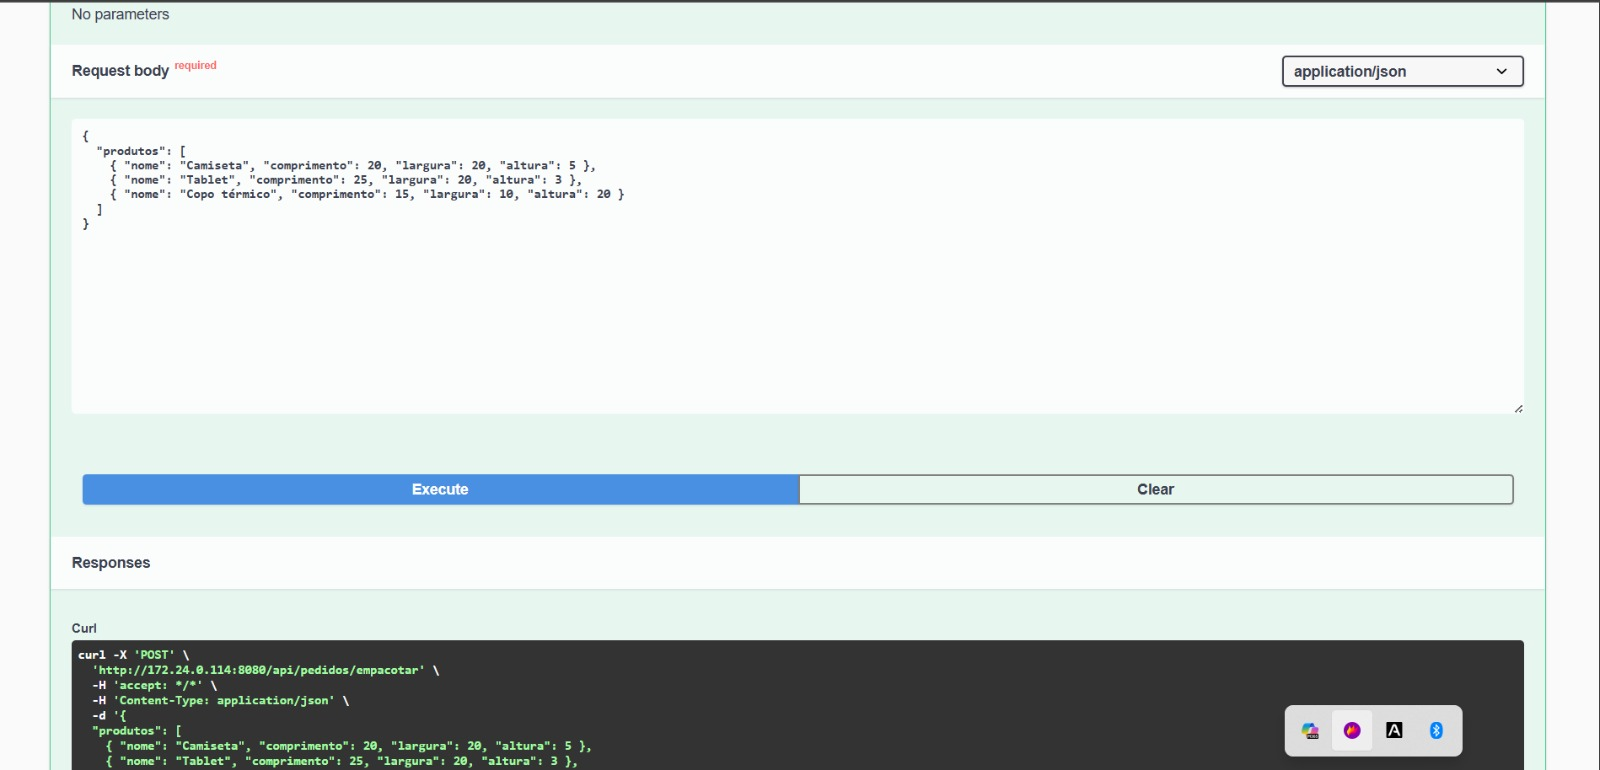 No parameters
Request body required
application/json
{
  "produtos": [
    { "nome": "Camiseta", "comprimento": 20, "largura": 20, "altura": 5 },
    { "nome": "Tablet", "comprimento": 25, "largura": 20, "altura": 3 },
    { "nome": "Copo térmico", "comprimento": 15, "largura": 10, "altura": 20 }
  ]
}
Execute
Clear
Responses
Curl
curl -X 'POST' \
  'http://172.24.0.114:8080/api/pedidos/empacotar' \
  -H 'accept: */*' \
  -H 'Content-Type: application/json' \
  -d '{
  "produtos": [
    { "nome": "Camiseta", "comprimento": 20, "largura": 20, "altura": 5 },
    { "nome": "Tablet", "comprimento": 25, "largura": 20, "altura": 3 },
A